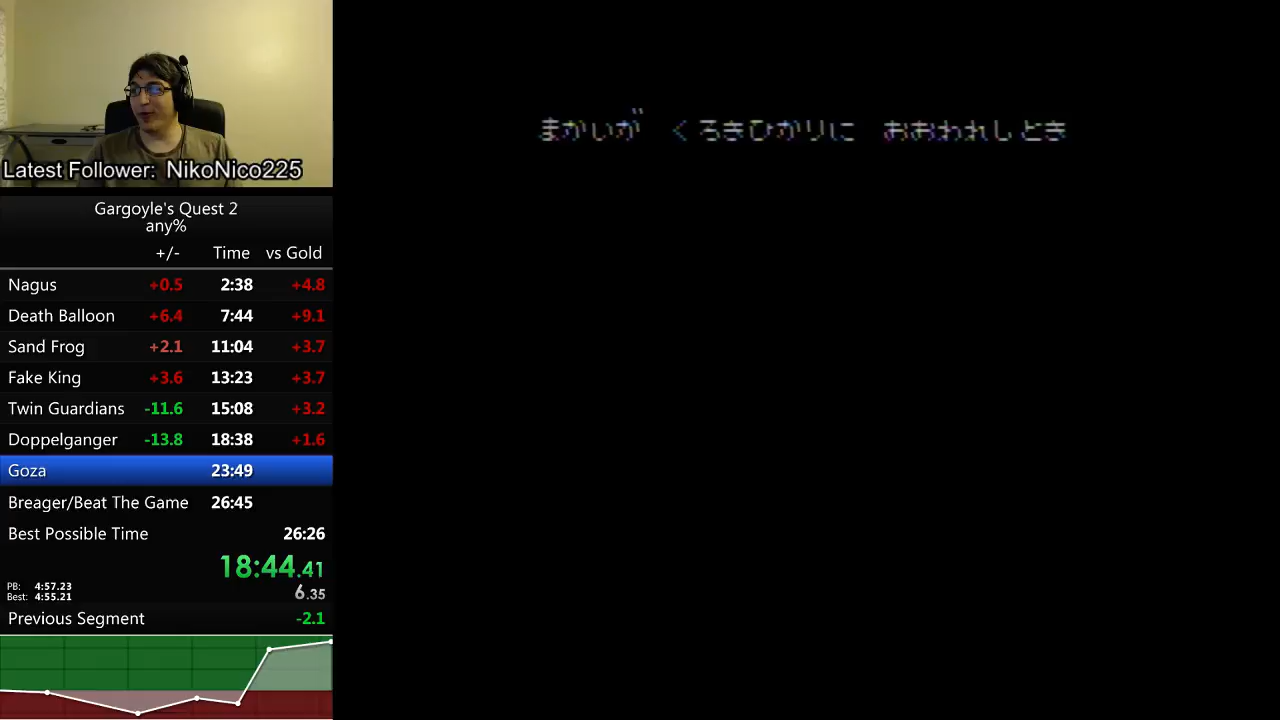 まかいが くろきひかりに おおわれしとき
Latest Follower: NikoNico225
Gargoyle's Quest 2
any%
+/- Time vs Gold
Nagus +0.5 2:38 +4.8
Death Balloon +6.4 7:44 +9.1
Sand Frog +2.1 11:04 +3.7
Fake King +3.6 13:23 +3.7
Twin Guardians -11.6 15:08 +3.2
Doppelganger -13.8 18:38 +1.6
Goza 23:49
Breager/Beat The Game 26:45
Best Possible Time 26:26
18:44.41
PB: 4:57.23
Best: 4:55.21
6.35
Previous Segment -2.1